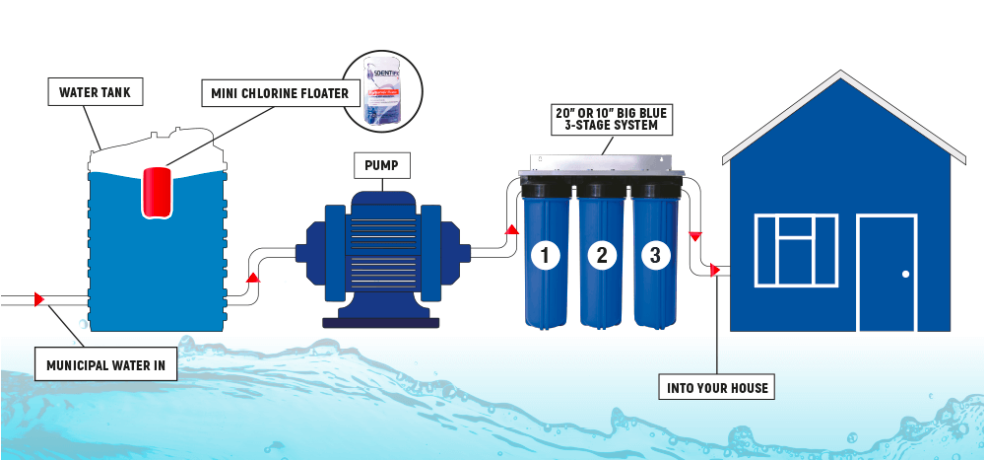 WATER TANK
MINI CHLORINE FLOATER
PUMP
20” OR 10” BIG BLUE
3-STAGE SYSTEM
1
2
3
MUNICIPAL WATER IN
INTO YOUR HOUSE